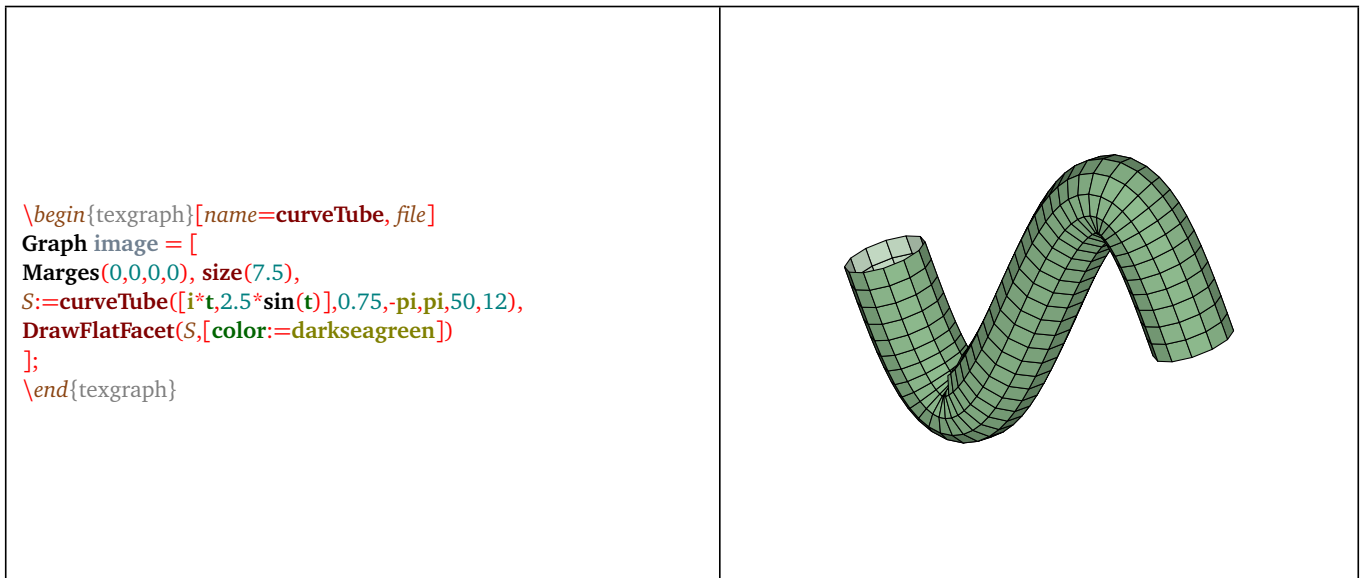 \begin{texgraph}[name=curveTube, file]
Graph image = [
Marges(0,0,0,0), size(7.5),
S:=curveTube([i*t,2.5*sin(t)],0.75,-pi,pi,50,12),
DrawFlatFacet(S,[color:=darkseagreen])
];
\end{texgraph}